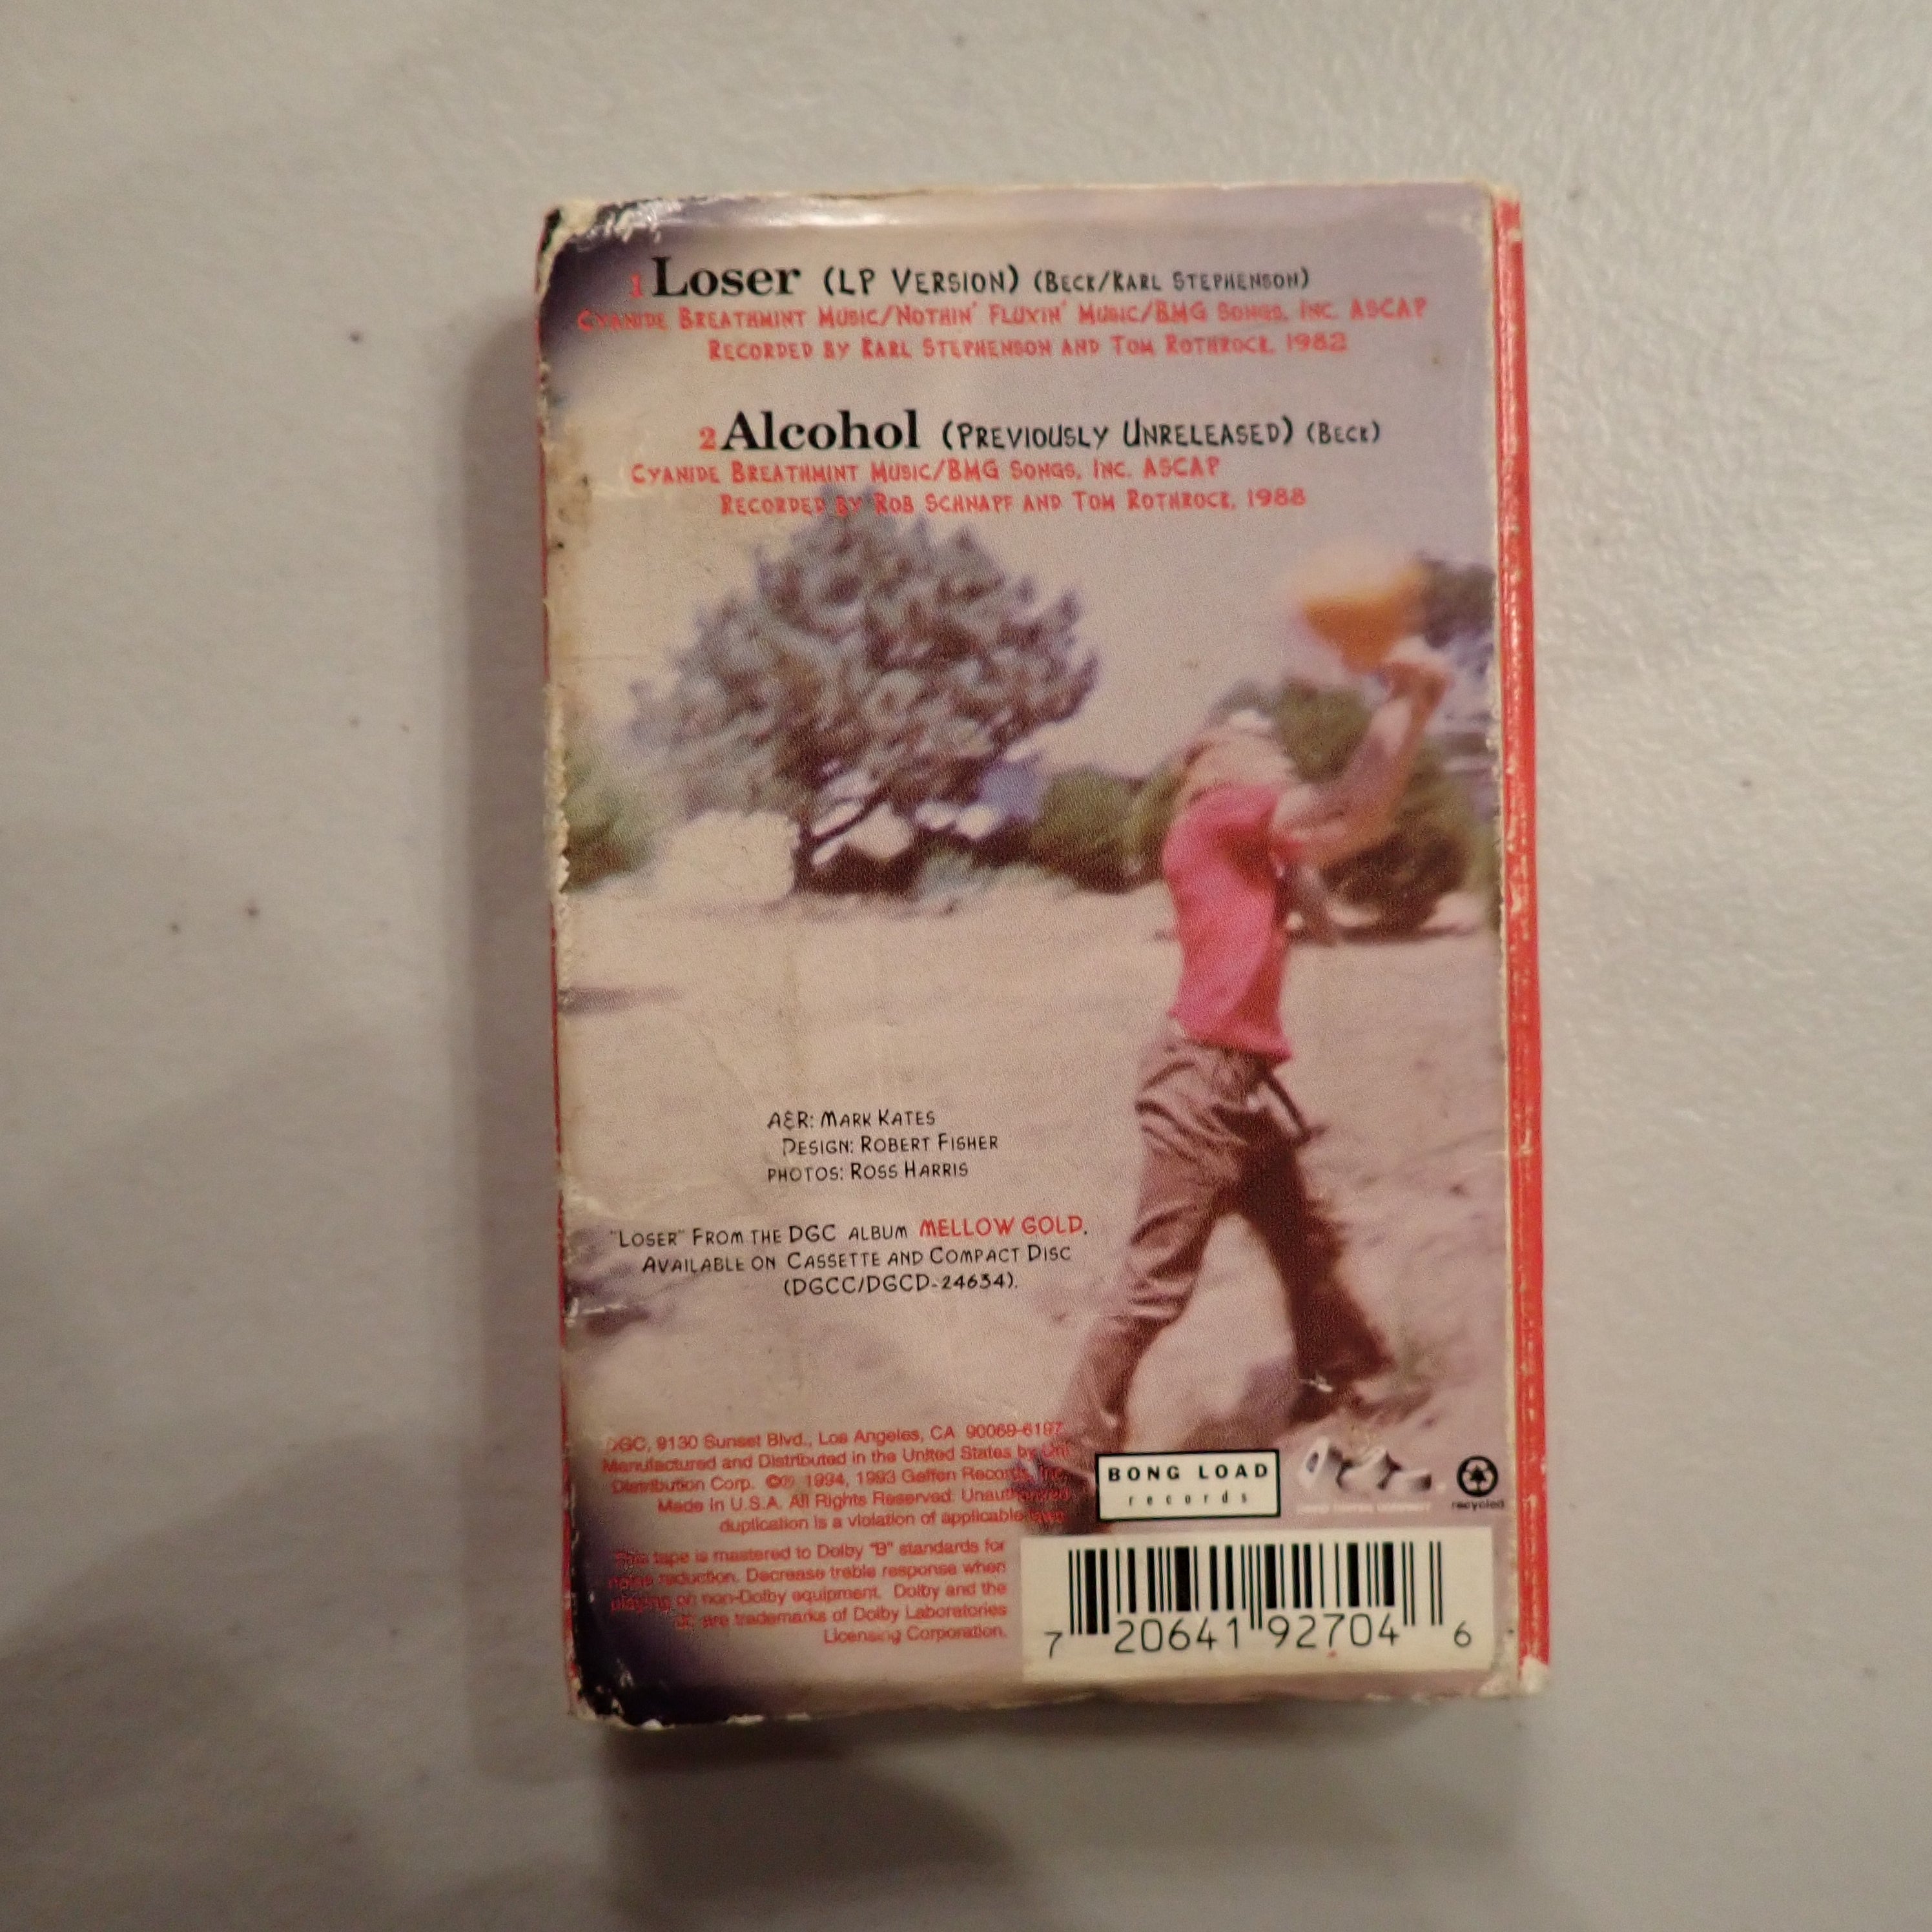 1 Loser (LP Version) (Beck/Karl Stephenson)
Cyanide Breathmint Music/Nothin' Fluxin' Music/BMG Songs, Inc. ASCAP
Recorded by Karl Stephenson and Tom Rothrock, 1982
2 Alcohol (Previously Unreleased) (Beck)
Cyanide Breathmint Music/BMG Songs, Inc. ASCAP
Recorded by Rob Schnapf and Tom Rothrock, 1988
A&R: Mark Kates
Design: Robert Fisher
Photos: Ross Harris
"Loser" From the DGC album MELLOW GOLD.
Available on Cassette and Compact Disc
(DGCC/DGCD-24634).
DGC, 9130 Sunset Blvd., Los Angeles, CA 90069-6197.
Manufactured and Distributed in the United States by Uni
Distribution Corp. ©℗ 1994, 1993 Geffen Records, Inc.
Made in U.S.A. All Rights Reserved. Unauthorized
duplication is a violation of applicable laws.
This tape is mastered to Dolby "B" standards for
noise reduction. Decrease treble response when
playing on non-Dolby equipment. Dolby and the
are trademarks of Dolby Laboratories
Licensing Corporation.
BONG LOAD
records
recycled
7 20641 92704 6